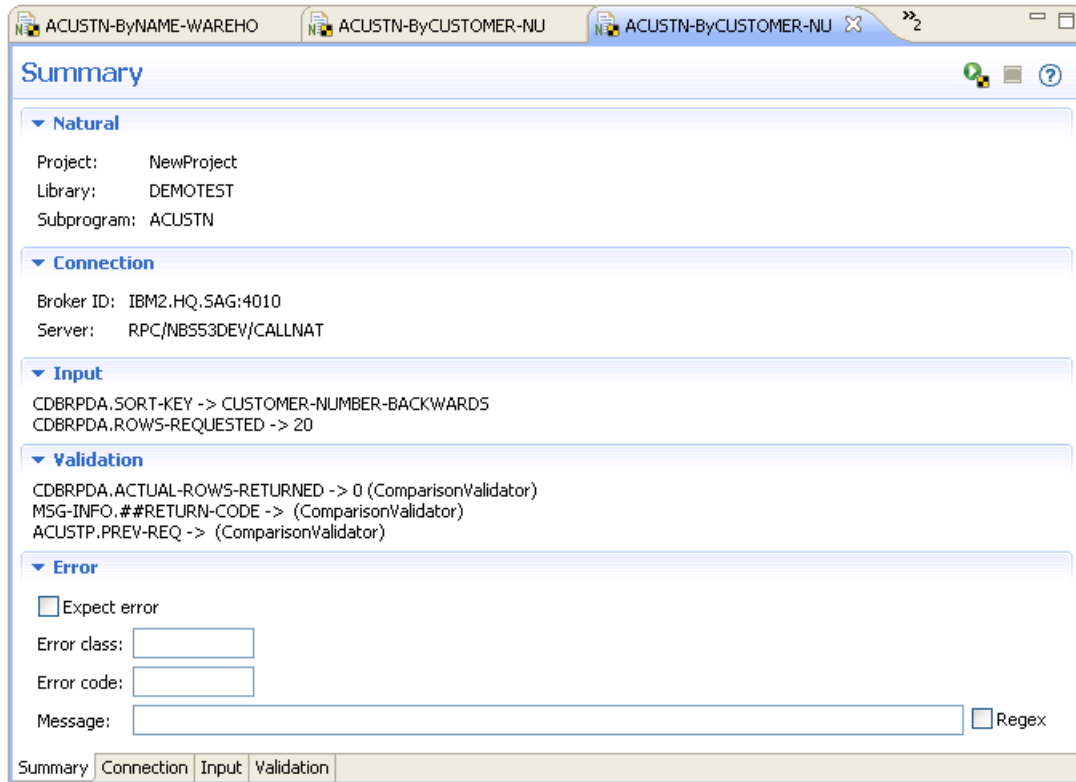 ACUSTN-ByNAME-WAREHO ACUSTN-ByCUSTOMER-NU ACUSTN-ByCUSTOMER-NU »2
Summary
Natural
Project: NewProject
Library: DEMOTEST
Subprogram: ACUSTN
Connection
Broker ID: IBM2.HQ.SAG:4010
Server: RPC/NBS53DEV/CALLNAT
Input
CDBRPDA.SORT-KEY -> CUSTOMER-NUMBER-BACKWARDS
CDBRPDA.ROWS-REQUESTED -> 20
Validation
CDBRPDA.ACTUAL-ROWS-RETURNED -> 0 (ComparisonValidator)
MSG-INFO.##RETURN-CODE -> (ComparisonValidator)
ACUSTP.PREV-REQ -> (ComparisonValidator)
Error
Expect error
Error class:
Error code:
Message: Regex
Summary Connection Input Validation